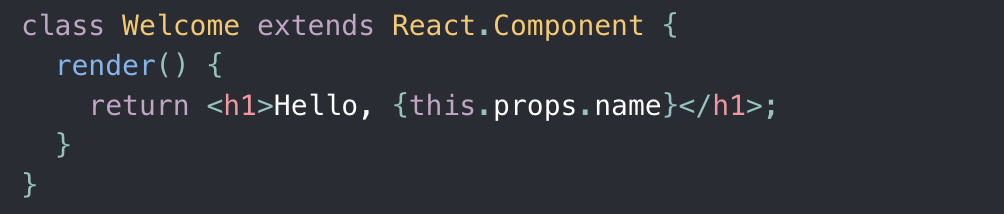 class Welcome extends React.Component {
  render() {
    return <h1>Hello, {this.props.name}</h1>;
  }
}